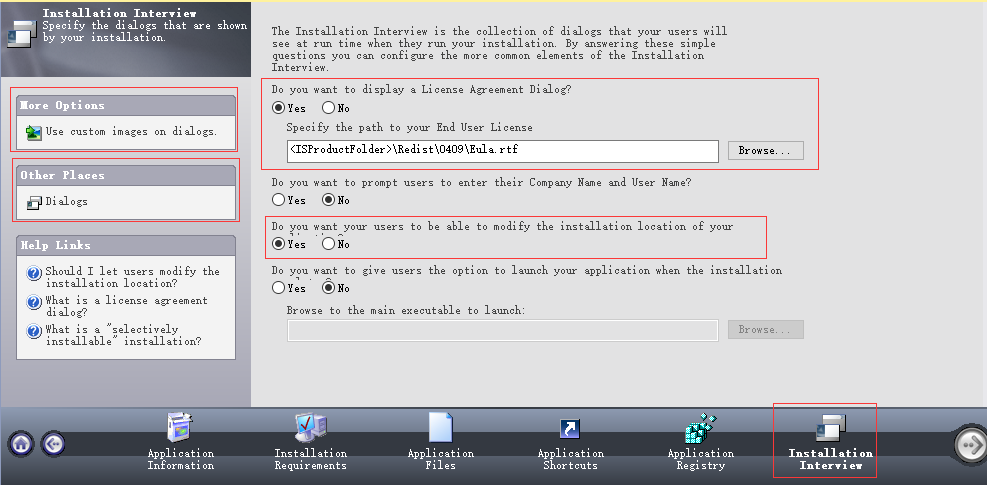 Installation Interview
Specify the dialogs that are shown
by your installation.
More Options
Use custom images on dialogs.
Other Places
Dialogs
Help Links
Should I let users modify the
installation location?
What is a license agreement
dialog?
What is a "selectively
installable" installation?
The Installation Interview is the collection of dialogs that your users will
see at run time when they run your installation. By answering these simple
questions you can configure the more common elements of the Installation
Interview.
Do you want to display a License Agreement Dialog?
Yes No
Specify the path to your End User License
<ISProductFolder>\Redist\0409\Eula.rtf
Browse...
Do you want to prompt users to enter their Company Name and User Name?
Yes No
Do you want your users to be able to modify the installation location of your
Yes No
Do you want to give users the option to launch your application when the installation
Yes No
Browse to the main executable to launch:
Browse...
Application
Information
Installation
Requirements
Application
Files
Application
Shortcuts
Application
Registry
Installation
Interview